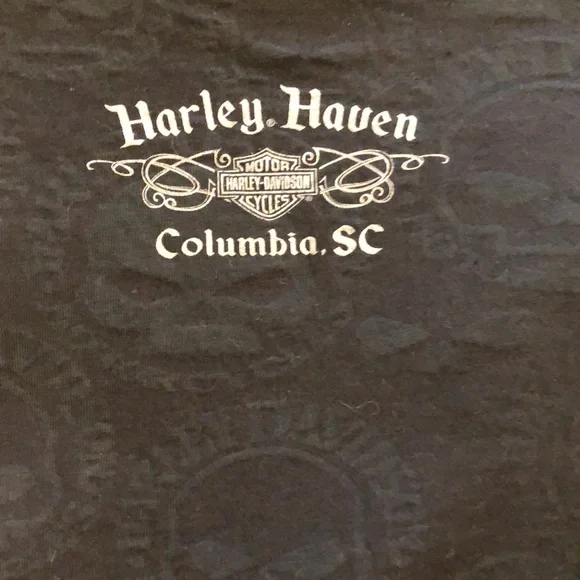 Harley® Haven
MOTOR
HARLEY-DAVIDSON
CYCLES®
Columbia, SC